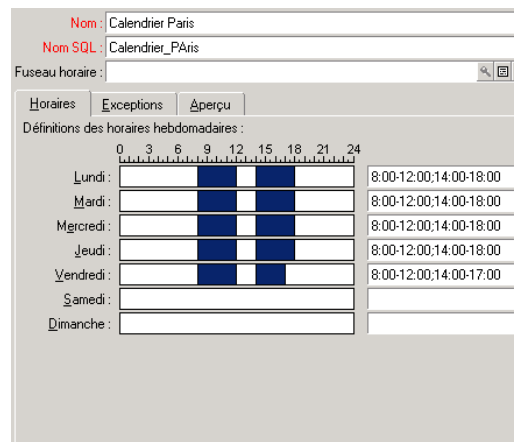 Nom : Calendrier Paris
Nom SQL : Calendrier_PAris
Fuseau horaire :
Horaires Exceptions Aperçu
Définitions des horaires hebdomadaires :
0 3 6 9 12 15 18 21 24
Lundi : 8:00-12:00;14:00-18:00
Mardi : 8:00-12:00;14:00-18:00
Mercredi : 8:00-12:00;14:00-18:00
Jeudi : 8:00-12:00;14:00-18:00
Vendredi : 8:00-12:00;14:00-17:00
Samedi :
Dimanche :